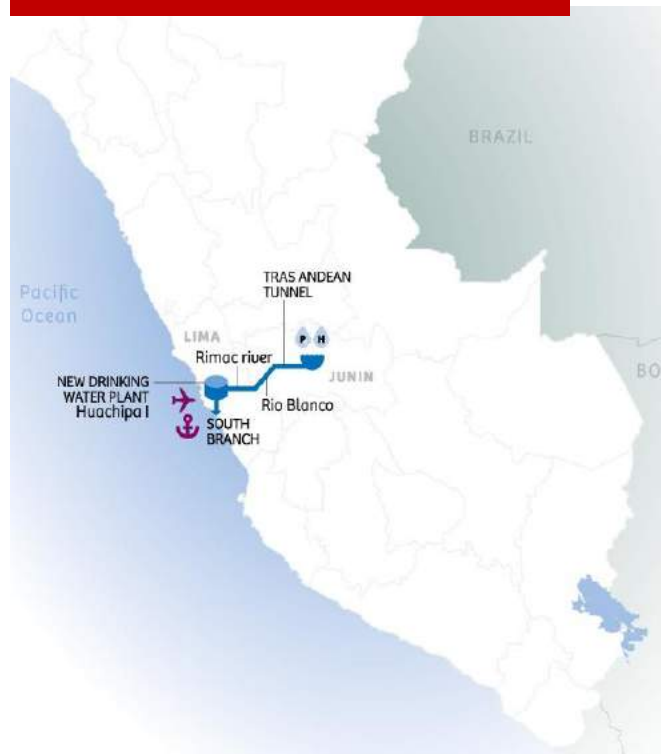 BRAZIL
TRAS ANDEAN
TUNNEL
Pacific
Ocean
LIMA
P H
Rimac river
JUNIN
BO
NEW DRINKING
WATER PLANT
Huachipa I
Rio Blanco
SOUTH
BRANCH